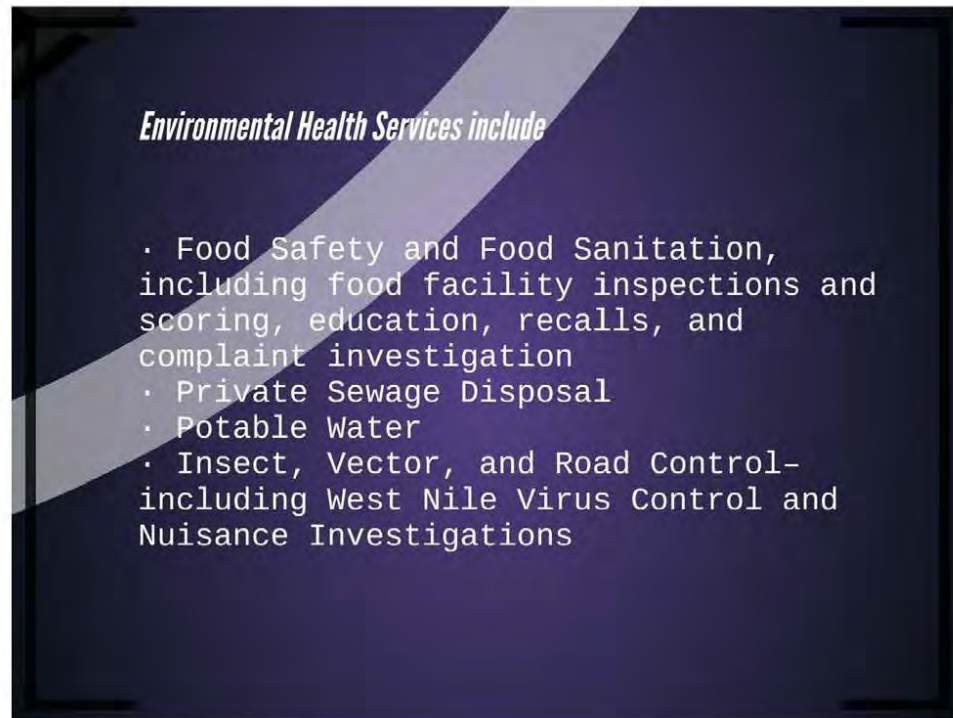 Environmental Health Services include
· Food Safety and Food Sanitation,
including food facility inspections and
scoring, education, recalls, and
complaint investigation
· Private Sewage Disposal
· Potable Water
· Insect, Vector, and Road Control–
including West Nile Virus Control and
Nuisance Investigations